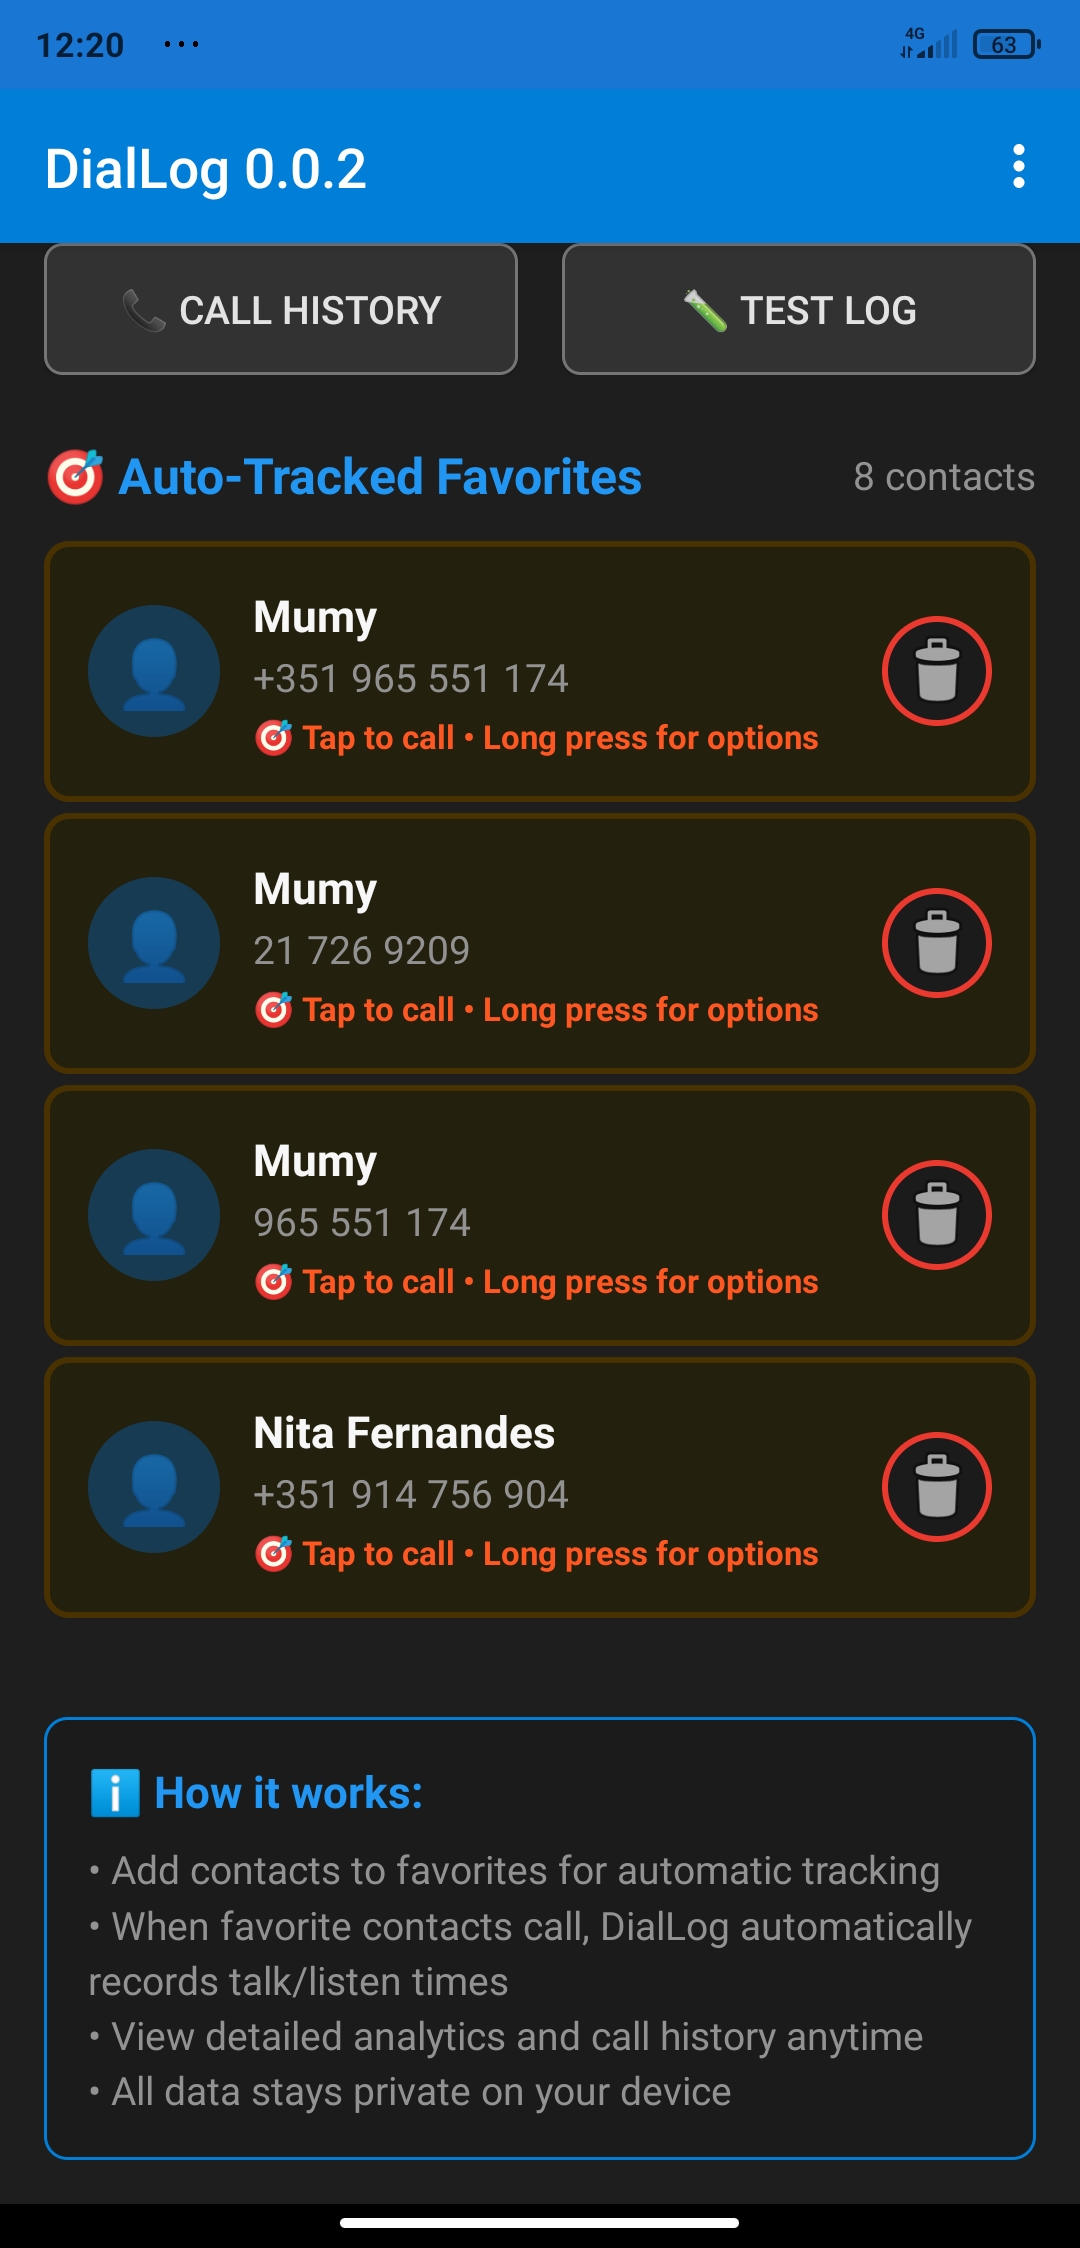 12:20 ...
4G 63
DialLog 0.0.2
CALL HISTORY
TEST LOG
Auto-Tracked Favorites
8 contacts
Mumy
+351 965 551 174
Tap to call • Long press for options
Mumy
21 726 9209
Tap to call • Long press for options
Mumy
965 551 174
Tap to call • Long press for options
Nita Fernandes
+351 914 756 904
Tap to call • Long press for options
How it works:
• Add contacts to favorites for automatic tracking
• When favorite contacts call, DialLog automatically
records talk/listen times
• View detailed analytics and call history anytime
• All data stays private on your device